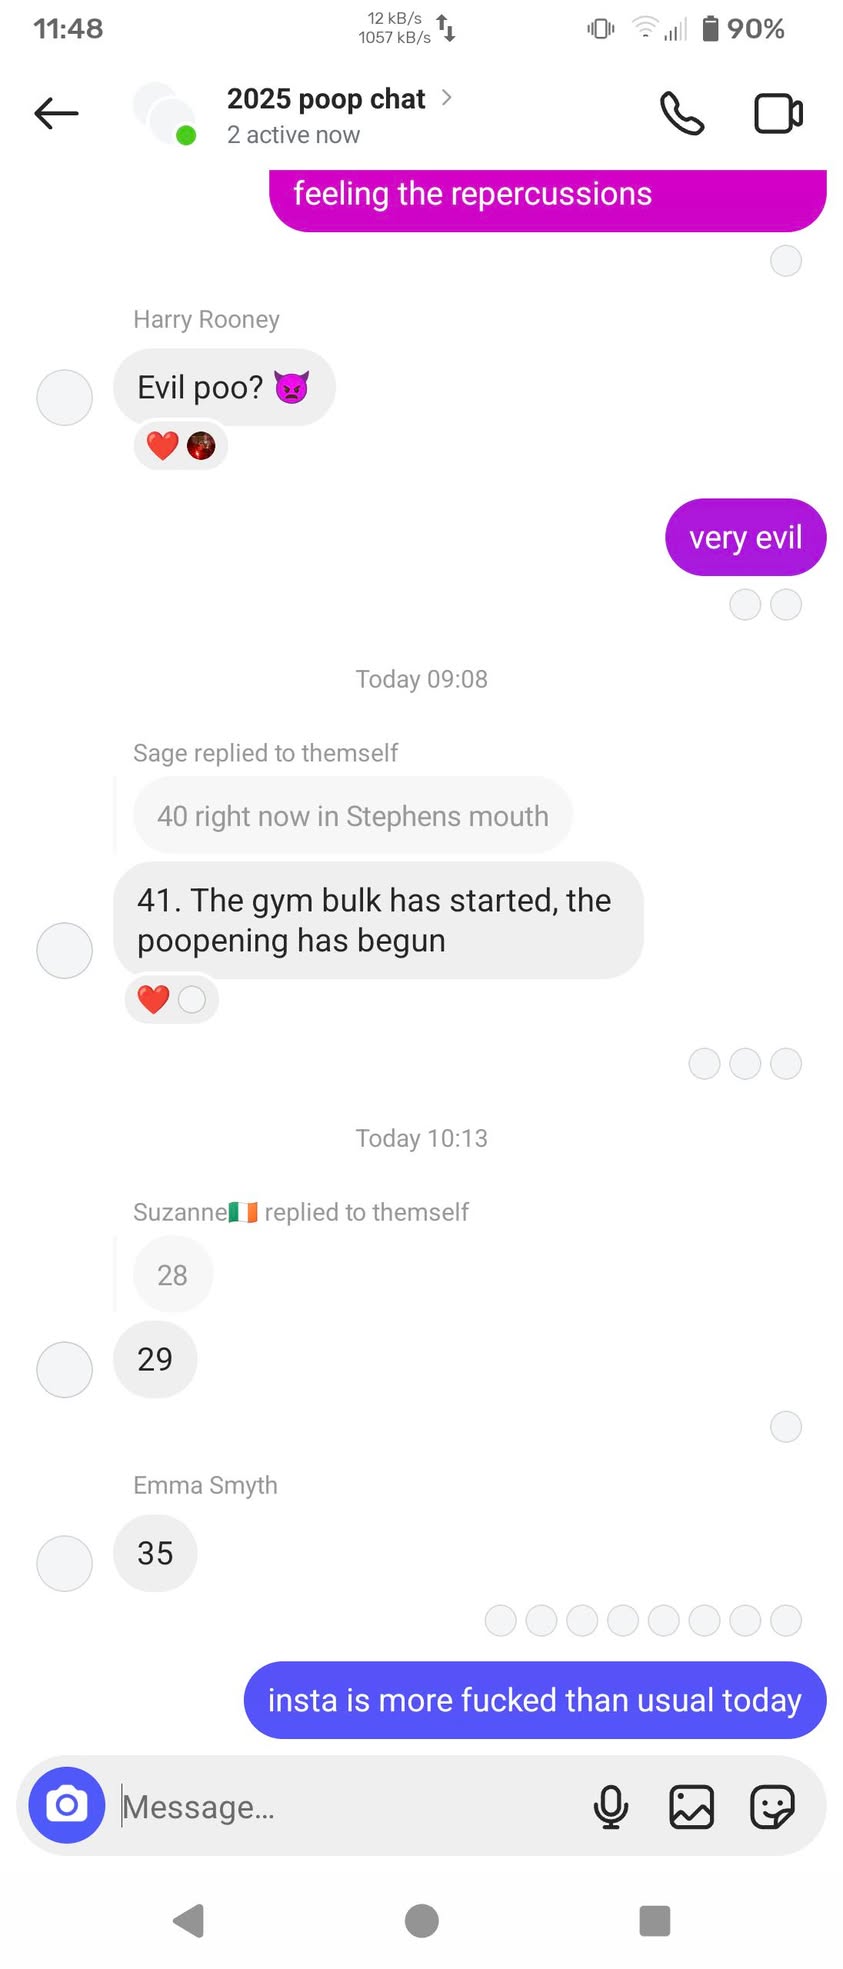 11:48
12 kB/s
1057 kB/s
90%
2025 poop chat
2 active now
feeling the repercussions
Harry Rooney
Evil poo? 👿
❤️
very evil
Today 09:08
Sage replied to themself
40 right now in Stephens mouth
41. The gym bulk has started, the
poopening has begun
❤️
Today 10:13
Suzanne🇮🇪 replied to themself
28
29
Emma Smyth
35
insta is more fucked than usual today
Message...